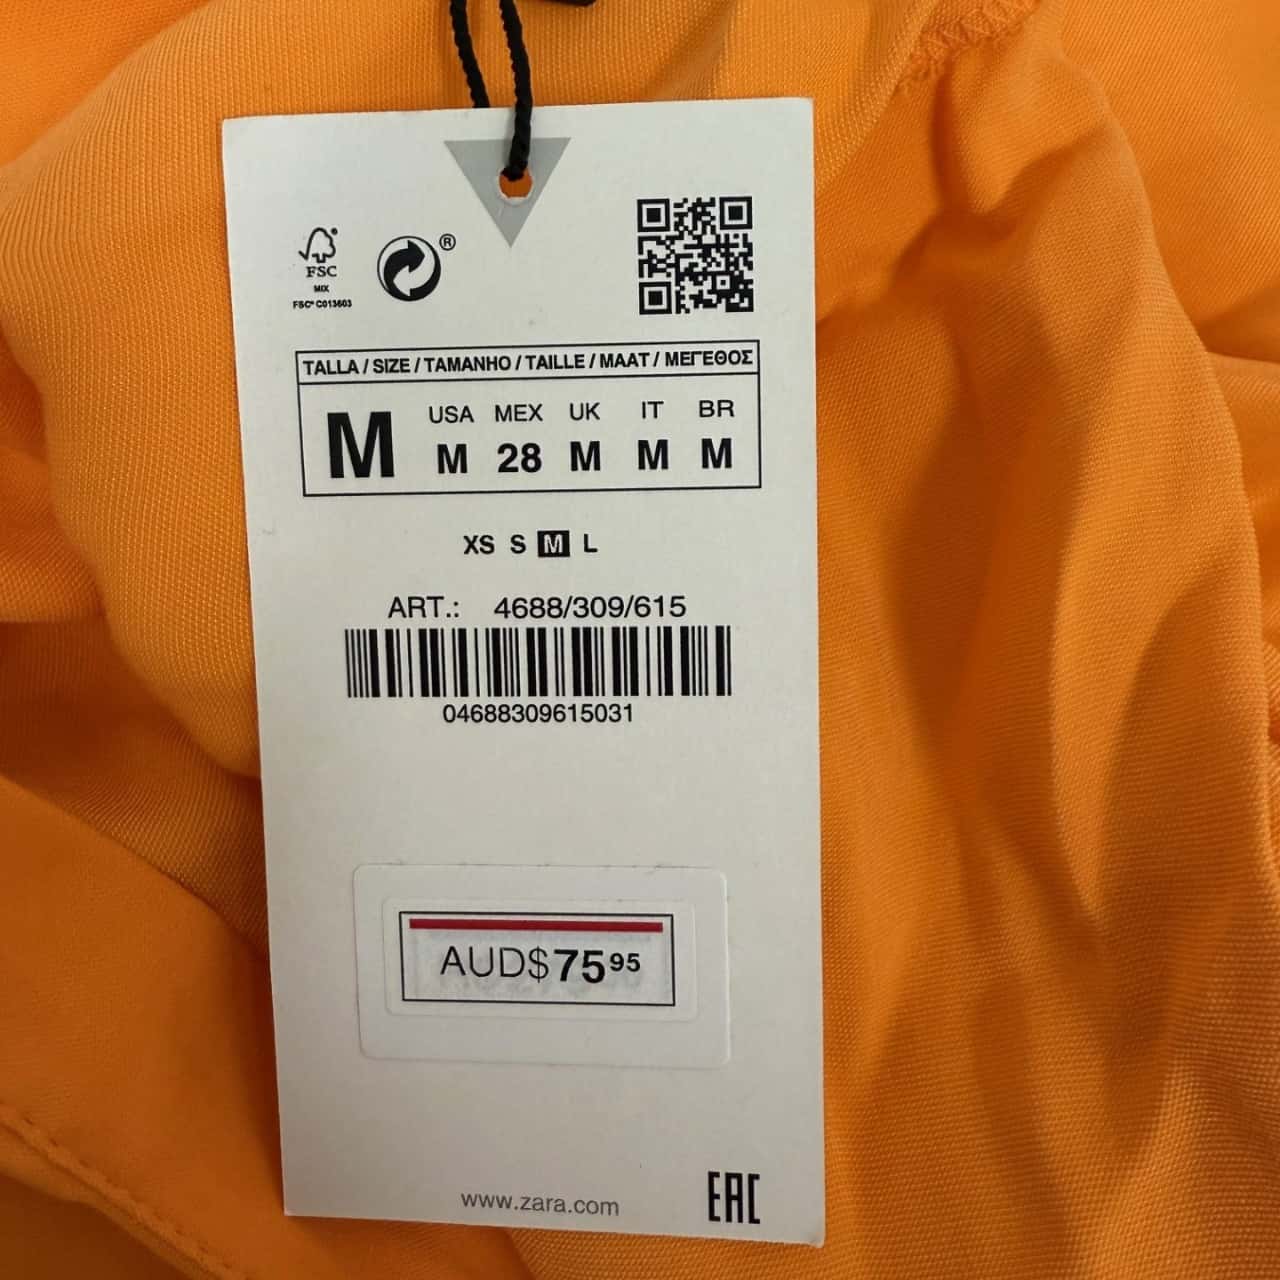 FSC
MIX
FSC® C013603
®
TALLA / SIZE / TAMANHO / TAILLE / MAAT / ΜΕΓΕΘΟΣ
M
USA MEX UK IT BR
M 28 M M M
XS S M L
ART.: 4688/309/615
04688309615031
AUD$75 95
www.zara.com
EAC